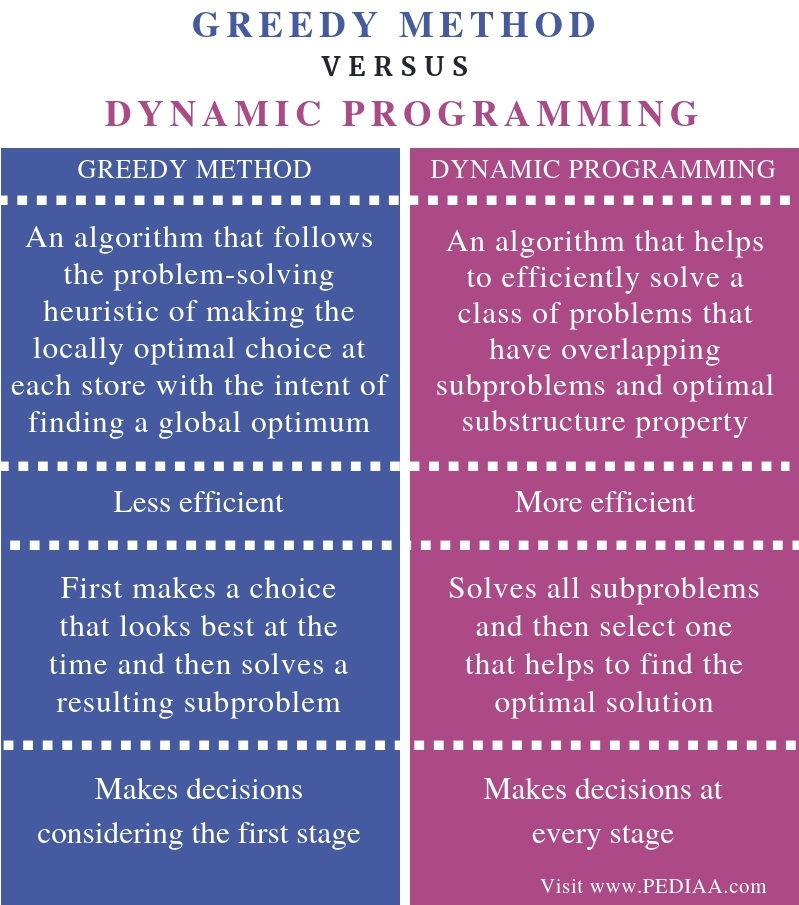 GREEDY METHOD
VERSUS
DYNAMIC PROGRAMMING
GREEDY METHOD
An algorithm that follows
the problem-solving
heuristic of making the
locally optimal choice at
each store with the intent of
finding a global optimum
Less efficient
First makes a choice
that looks best at the
time and then solves a
resulting subproblem
Makes decisions
considering the first stage
DYNAMIC PROGRAMMING
An algorithm that helps
to efficiently solve a
class of problems that
have overlapping
subproblems and optimal
substructure property
More efficient
Solves all subproblems
and then select one
that helps to find the
optimal solution
Makes decisions at
every stage
Visit www.PEDIAA.com